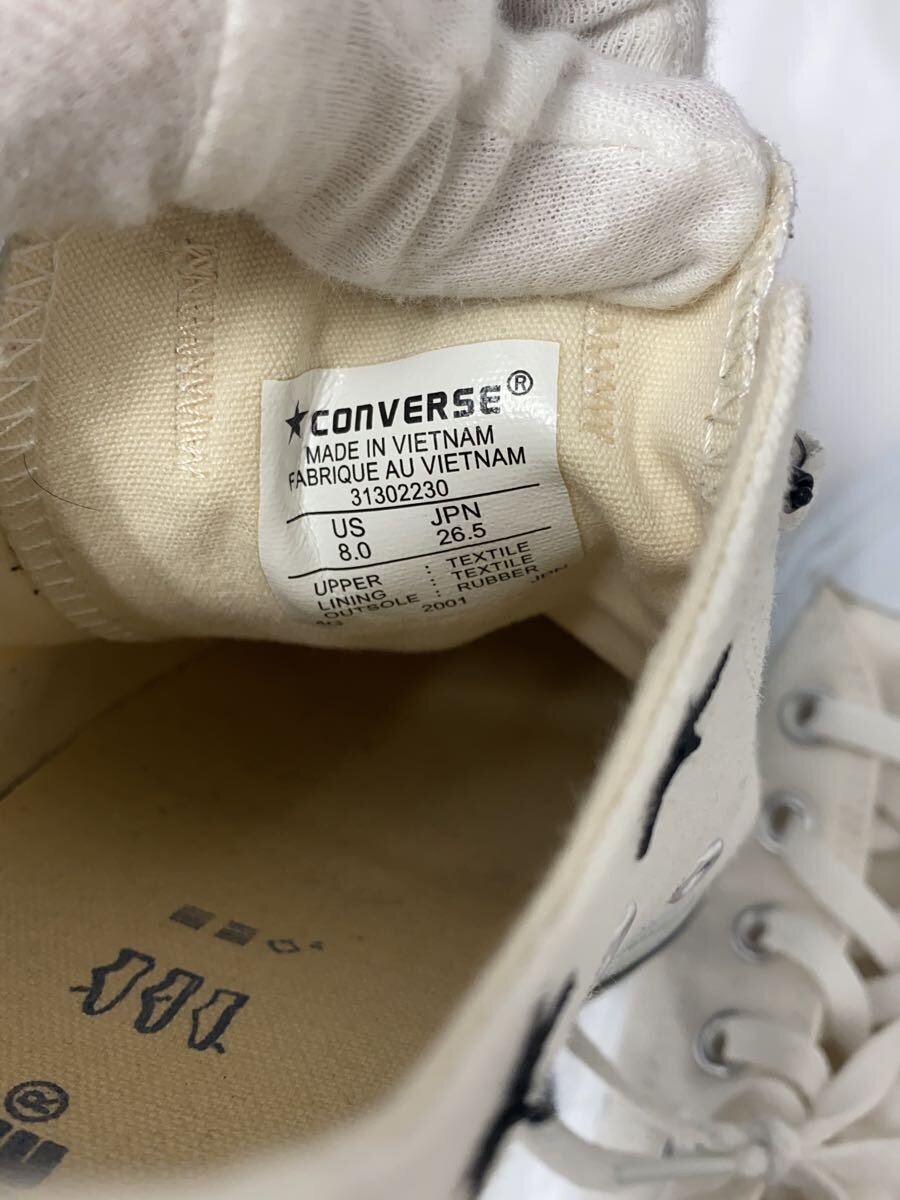 CONVERSE®
MADE IN VIETNAM
FABRIQUE AU VIETNAM
31302230
US JPN
8.0 26.5
UPPER : TEXTILE
LINING : TEXTILE
OUTSOLE : RUBBER JPN
2001
®